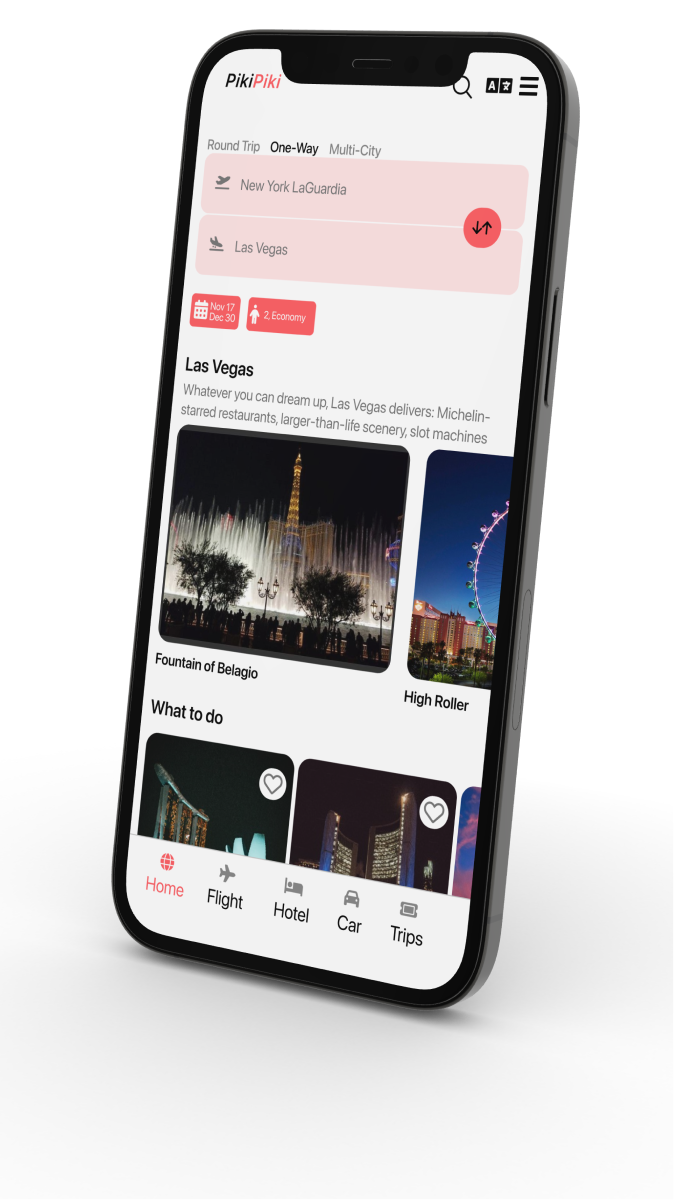 PikiPiki
A
Round Trip One-Way Multi-City
New York LaGuardia
Las Vegas
Nov 17
Dec 30
2, Economy
Las Vegas
Whatever you can dream up, Las Vegas delivers: Michelin-
starred restaurants, larger-than-life scenery, slot machines
Fountain of Belagio
High Roller
What to do
Home Flight Hotel Car Trips